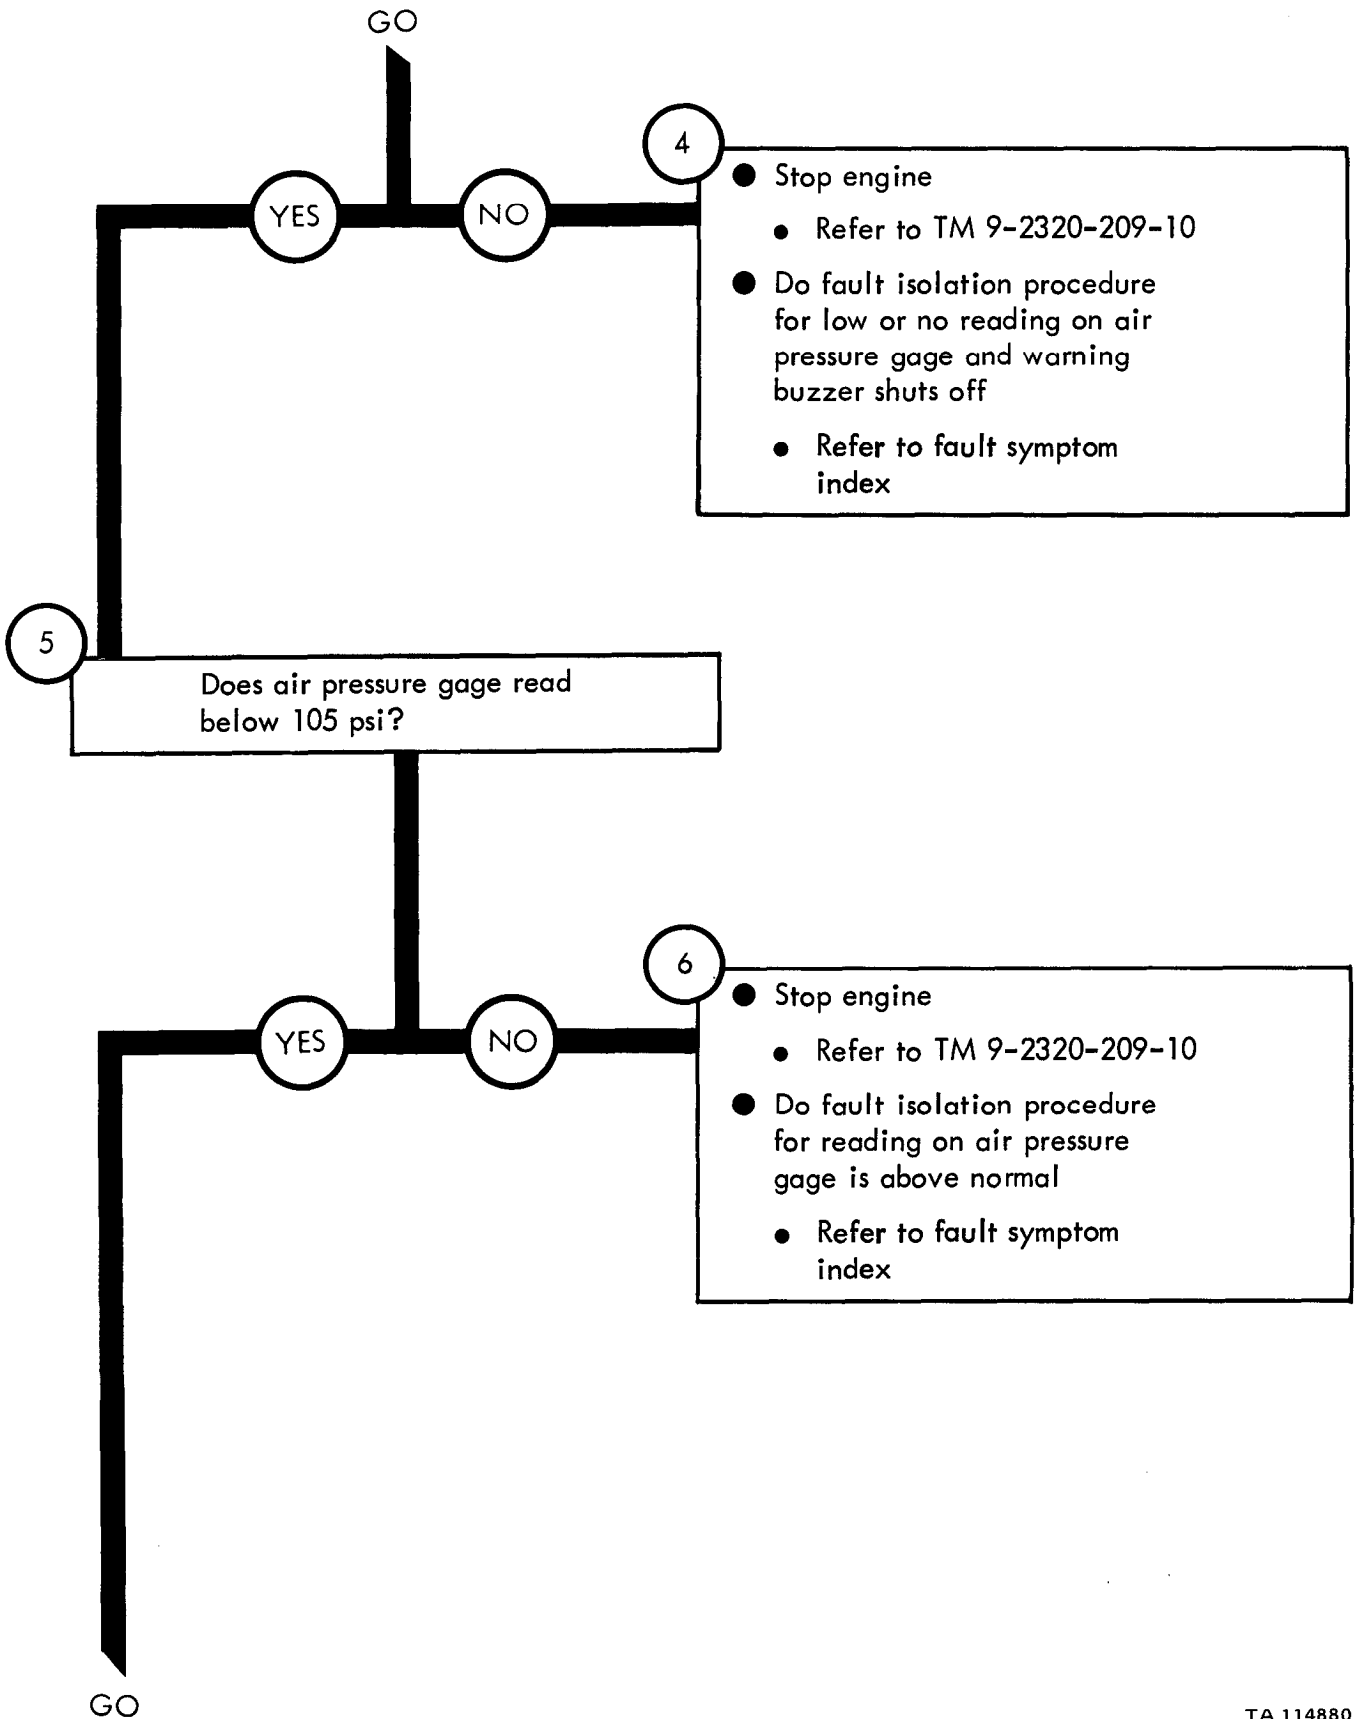 GO
4
● Stop engine
YES
NO
● Refer to TM 9-2320-209-10
● Do fault isolation procedure
for low or no reading on air
pressure gage and warning
buzzer shuts off
● Refer to fault symptom
index
5
Does air pressure gage read
below 105 psi?
6
● Stop engine
YES
NO
● Refer to TM 9-2320-209-10
● Do fault isolation procedure
for reading on air pressure
gage is above normal
● Refer to fault symptom
index
GO
TA 114880